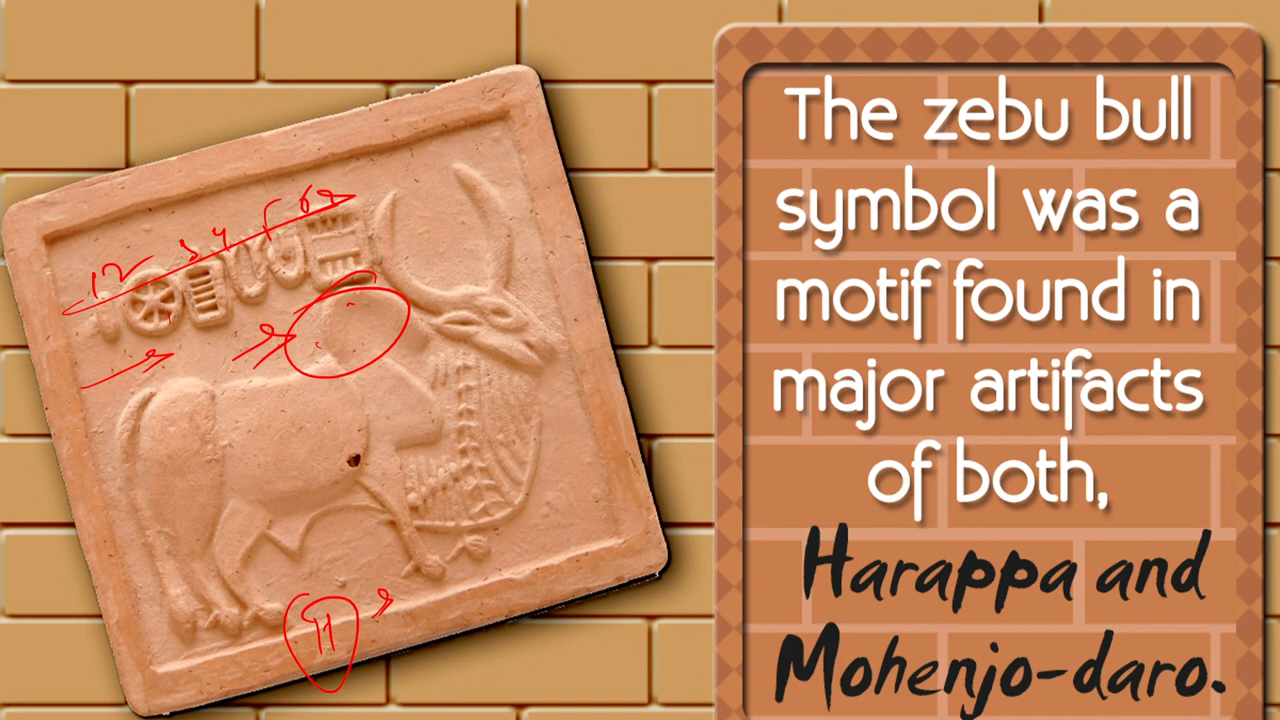 The zebu bull
symbol was a
motif found in
major artifacts
of both,
Harappa and
Mohenjo-daro.